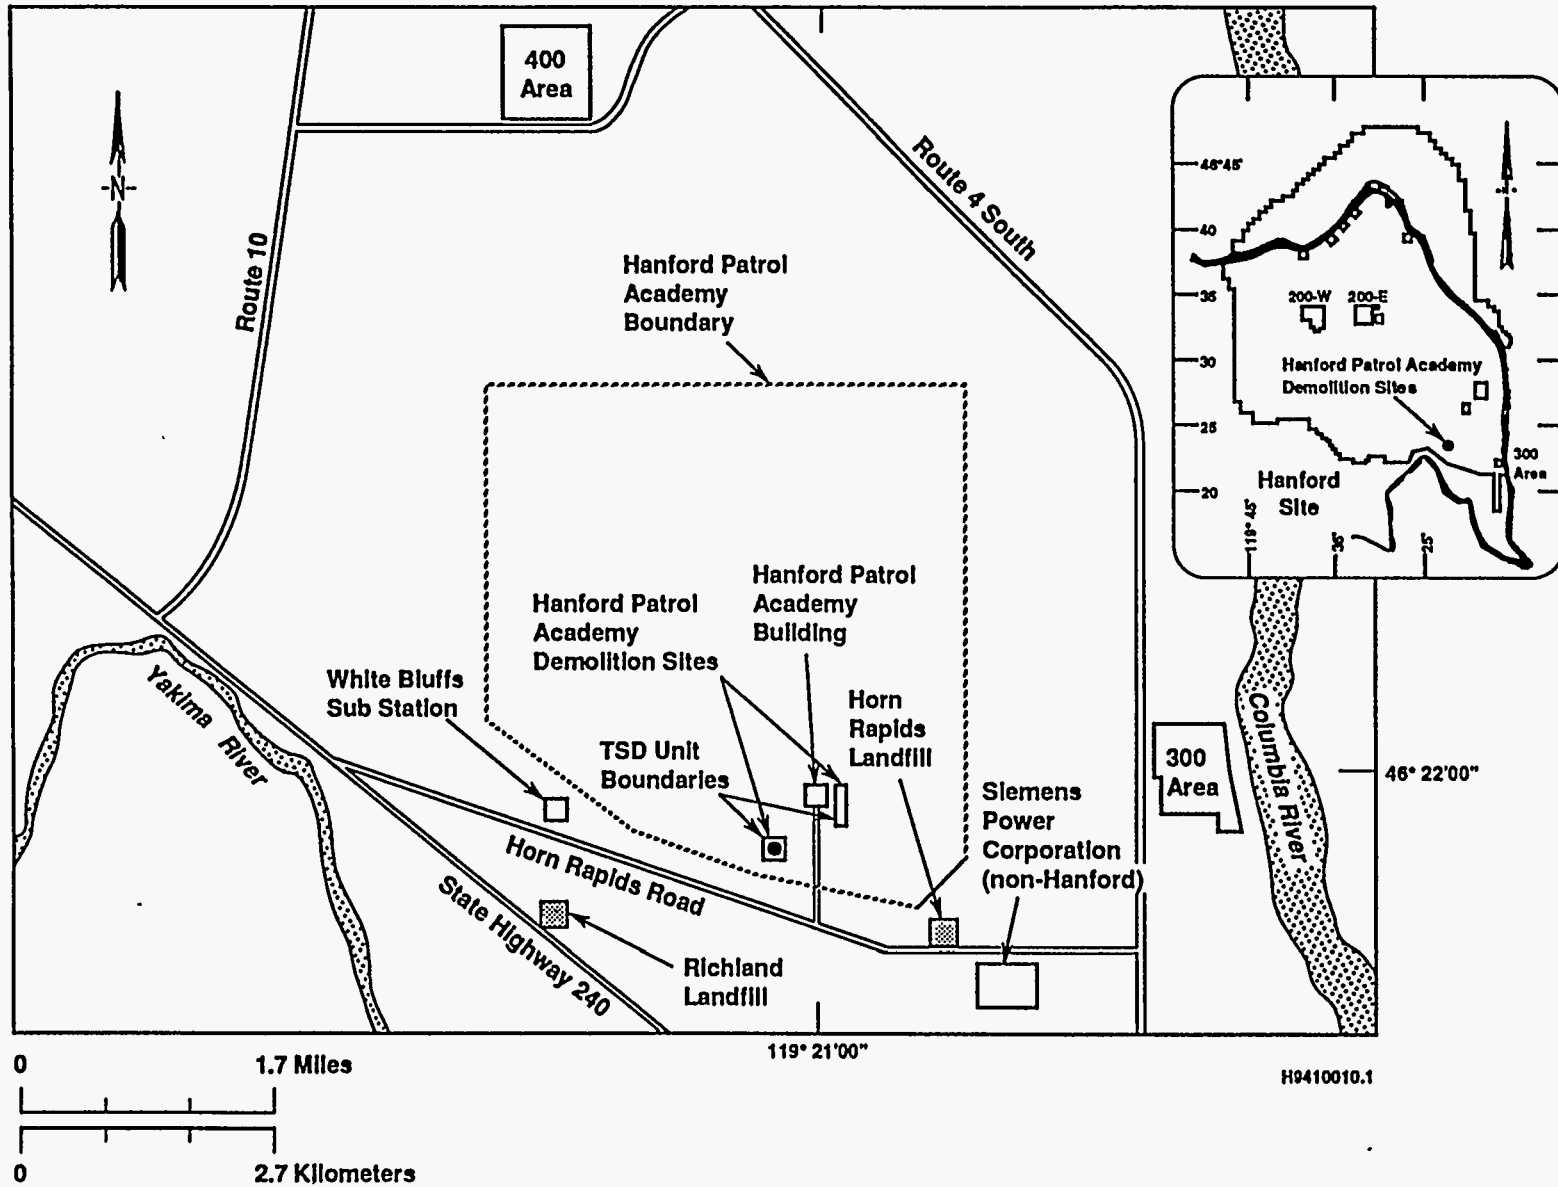 400
Area
N
Route 10
Route 4 South
Hanford Patrol
Academy
Boundary
46°45'
40
35
30
25
20
200-W
200-E
Hanford Patrol Academy
Demolition Sites
300
Area
Hanford
Site
119° 45'
35'
25'
Hanford Patrol
Academy
Building
Hanford Patrol
Academy
Demolition Sites
White Bluffs
Sub Station
Horn
Rapids
Landfill
TSD Unit
Boundaries
Yakima
River
300
Area
Columbia River
46° 22'00"
Siemens
Power
Corporation
(non-Hanford)
Horn Rapids Road
State Highway 240
Richland
Landfill
119° 21'00"
H9410010.1
0
1.7 Miles
0
2.7 Kilometers